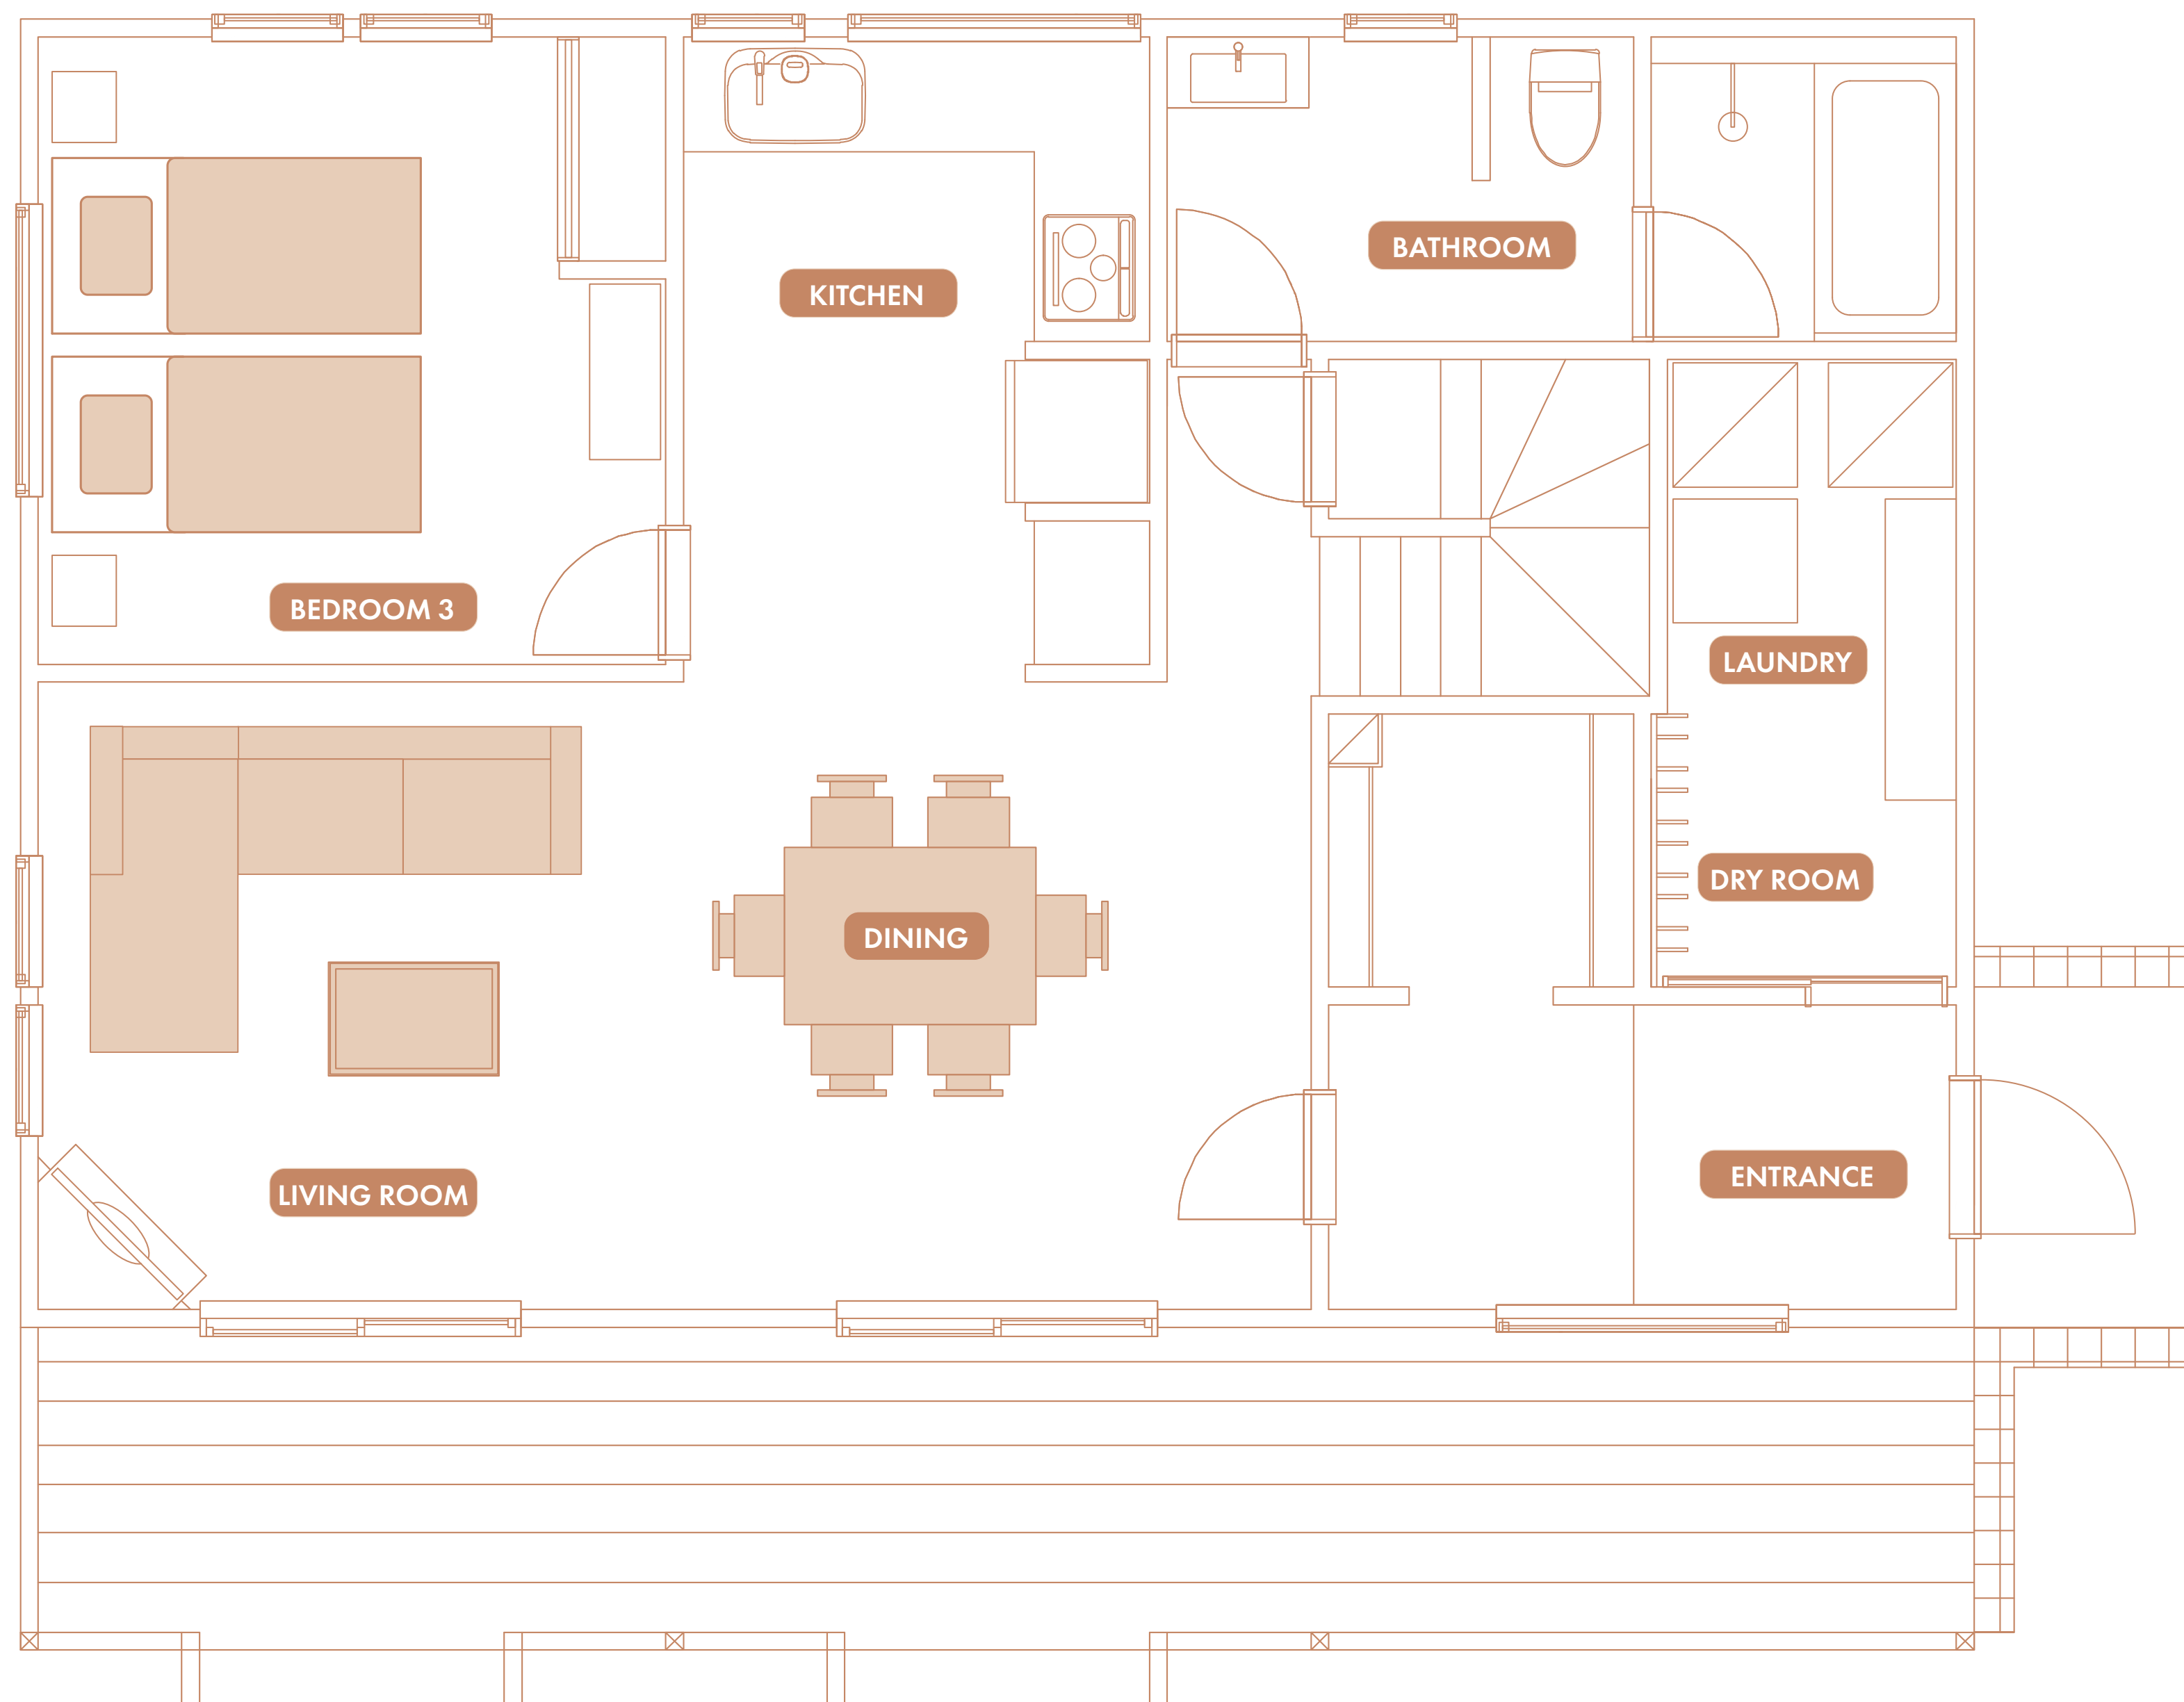 BATHROOM
KITCHEN
BEDROOM 3
LAUNDRY
DRY ROOM
DINING
LIVING ROOM
ENTRANCE